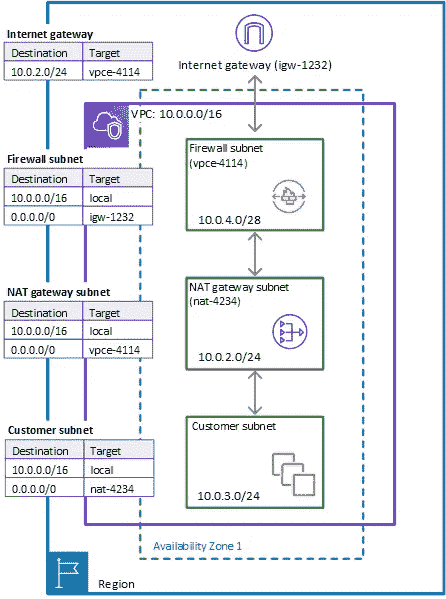 Internet gateway
Destination Target
10.0.2.0/24 vpce-4114
Internet gateway (igw-1232)
VPC: 10.0.0.0/16
Firewall subnet
Destination Target
10.0.0.0/16 local
0.0.0.0/0 igw-1232
Firewall subnet
(vpce-4114)
10.0.4.0/28
NAT gateway subnet
Destination Target
10.0.0.0/16 local
0.0.0.0/0 vpce-4114
NAT gateway subnet
(nat-4234)
10.0.2.0/24
Customer subnet
Destination Target
10.0.0.0/16 local
0.0.0.0/0 nat-4234
Customer subnet
10.0.3.0/24
Availability Zone 1
Region